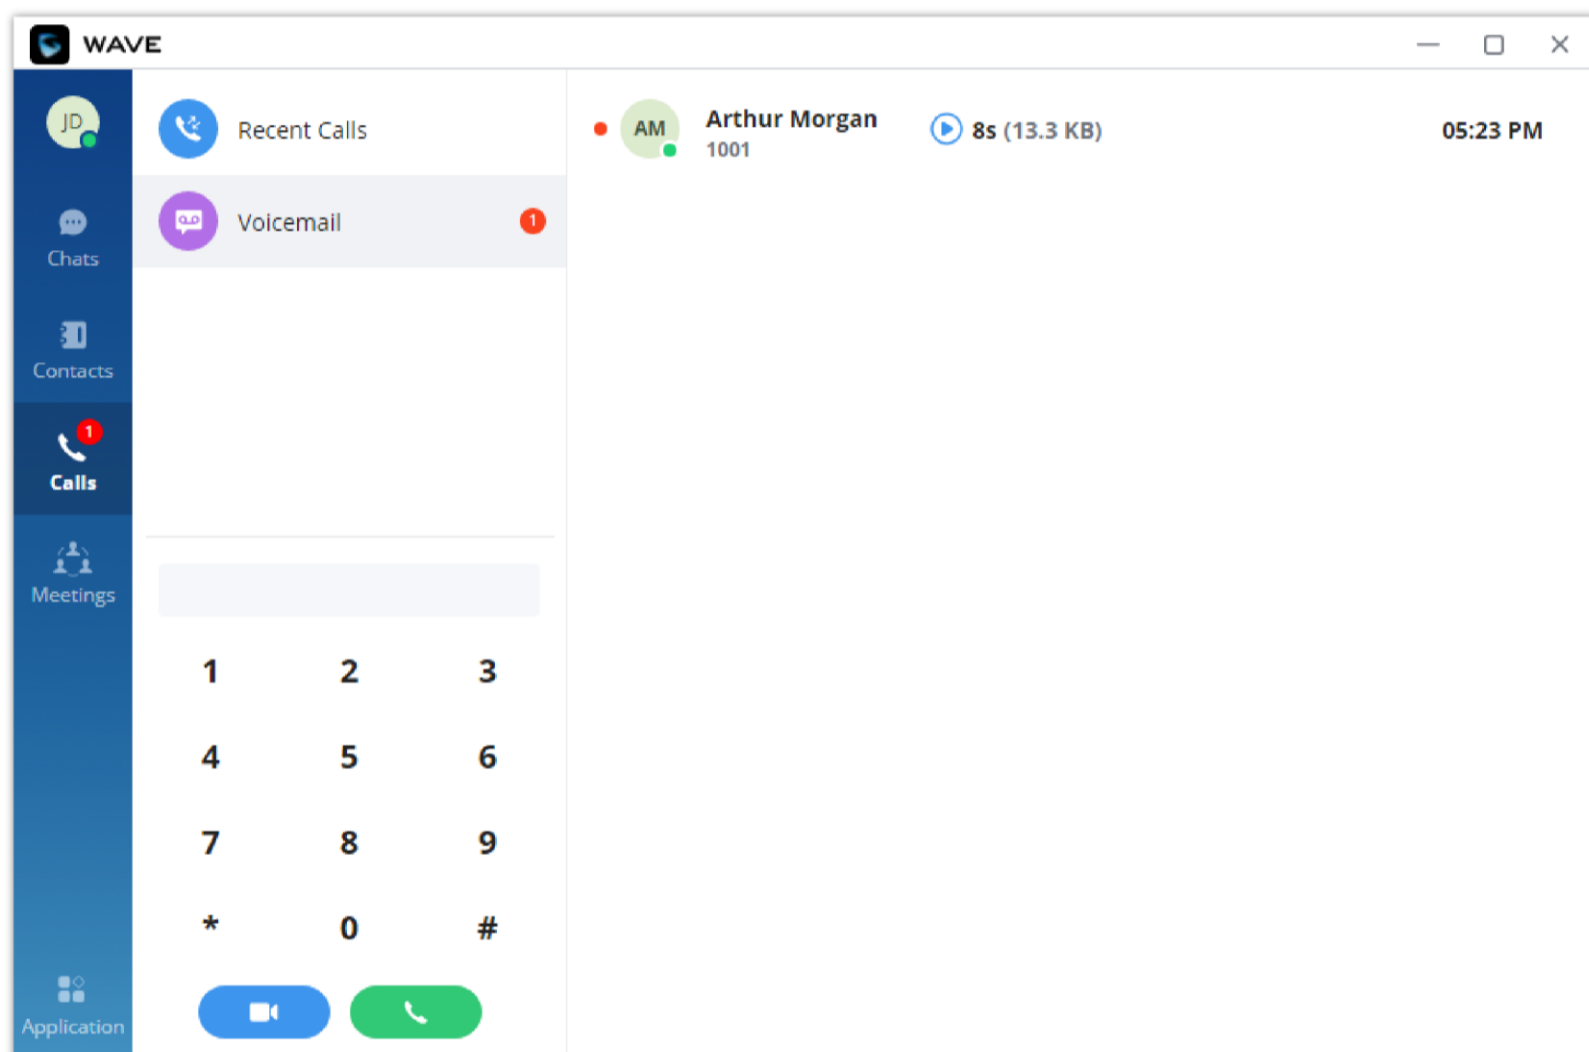 WAVE
JD
Chats
Contacts
1
Calls
Meetings
Application
Recent Calls
Voicemail
1
1 2 3
4 5 6
7 8 9
* 0 #
AM
Arthur Morgan
1001
8s (13.3 KB)
05:23 PM